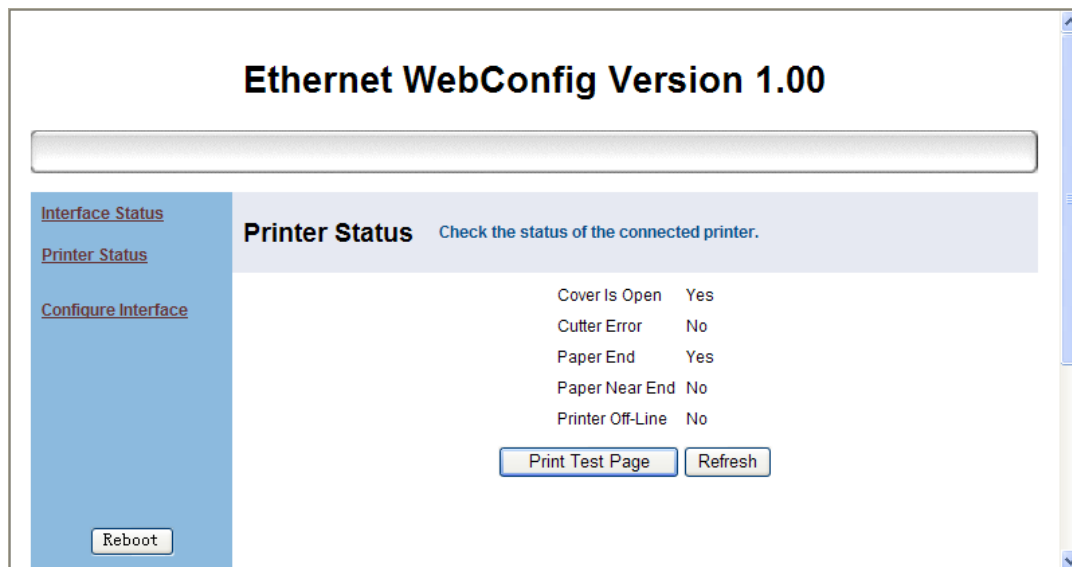 Ethernet WebConfig Version 1.00
Interface Status
Printer Status
Configure Interface
Reboot
Printer Status Check the status of the connected printer.
Cover Is Open Yes
Cutter Error No
Paper End Yes
Paper Near End No
Printer Off-Line No
Print Test Page Refresh